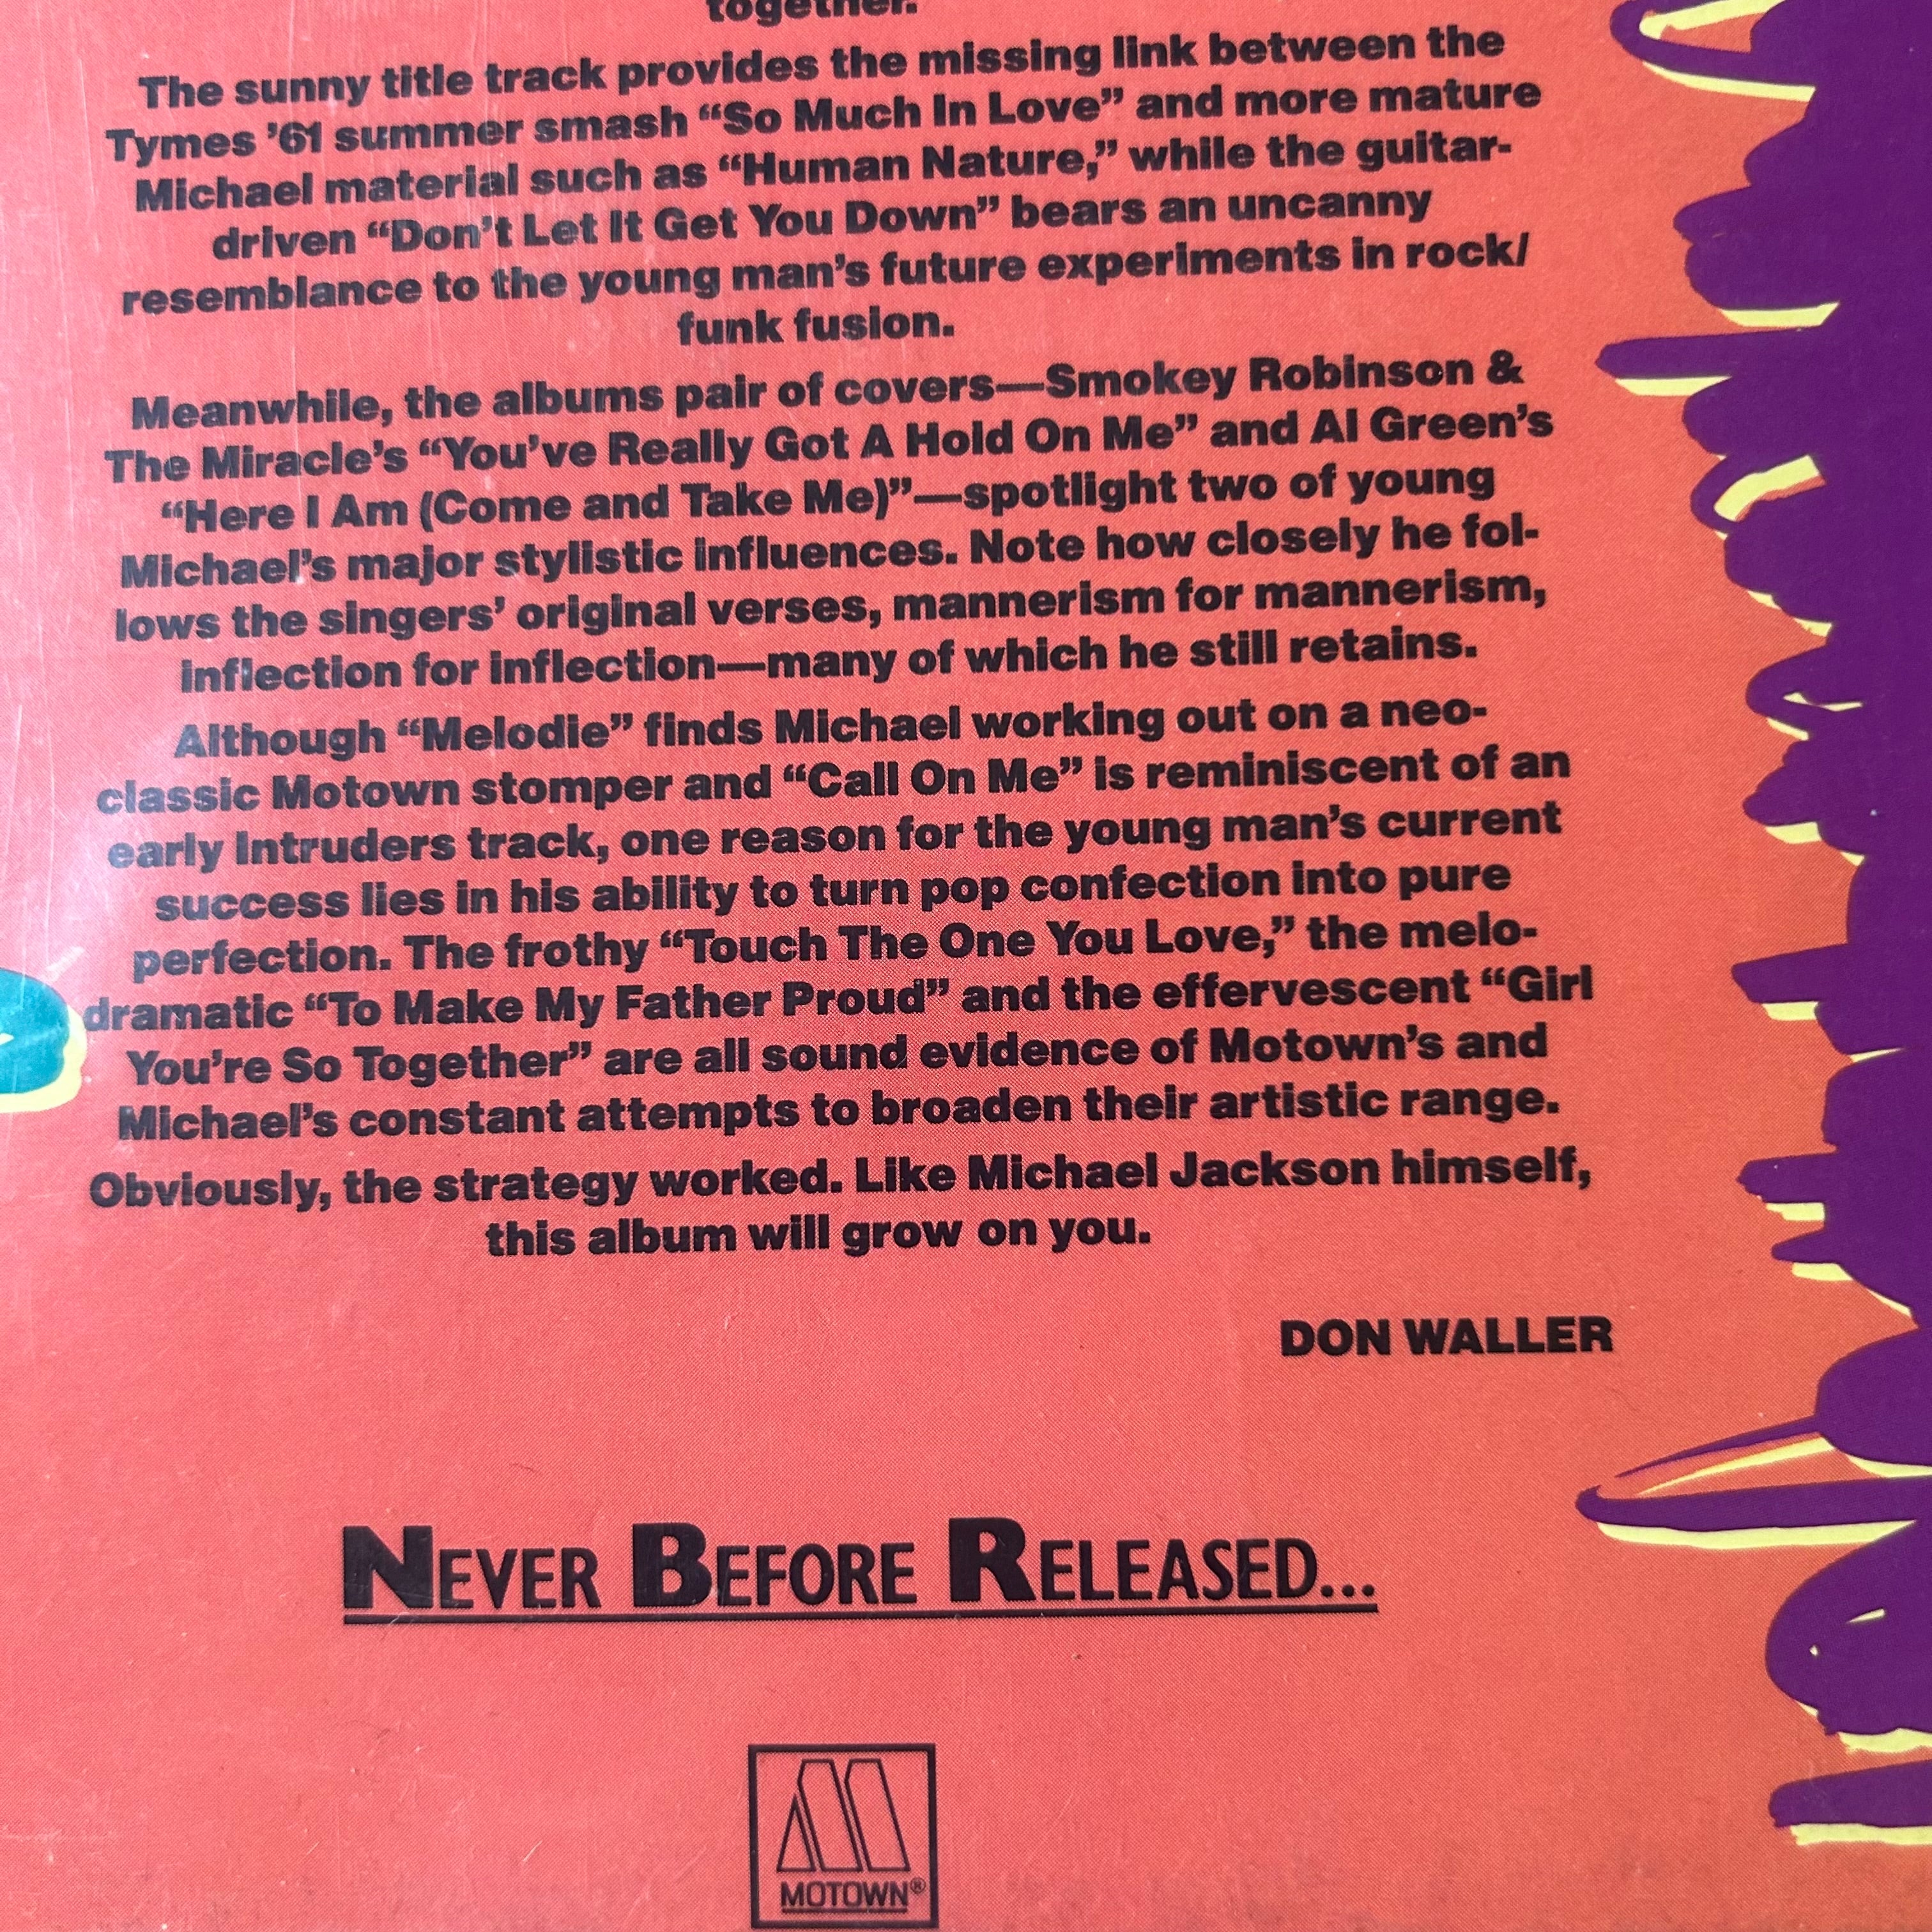 together.
The sunny title track provides the missing link between the
Tymes '61 summer smash “So Much In Love” and more mature
Michael material such as “Human Nature,” while the guitar-
driven “Don't Let It Get You Down” bears an uncanny
resemblance to the young man's future experiments in rock/
funk fusion.
Meanwhile, the albums pair of covers—Smokey Robinson &
The Miracle's “You've Really Got A Hold On Me” and Al Green's
“Here I Am (Come and Take Me)”—spotlight two of young
Michael's major stylistic influences. Note how closely he fol-
lows the singers' original verses, mannerism for mannerism,
inflection for inflection—many of which he still retains.
Although “Melodie” finds Michael working out on a neo-
classic Motown stomper and “Call On Me” is reminiscent of an
early Intruders track, one reason for the young man's current
success lies in his ability to turn pop confection into pure
perfection. The frothy “Touch The One You Love,” the melo-
dramatic “To Make My Father Proud” and the effervescent “Girl
You're So Together” are all sound evidence of Motown's and
Michael's constant attempts to broaden their artistic range.
Obviously, the strategy worked. Like Michael Jackson himself,
this album will grow on you.
DON WALLER
NEVER BEFORE RELEASED...
MOTOWN®